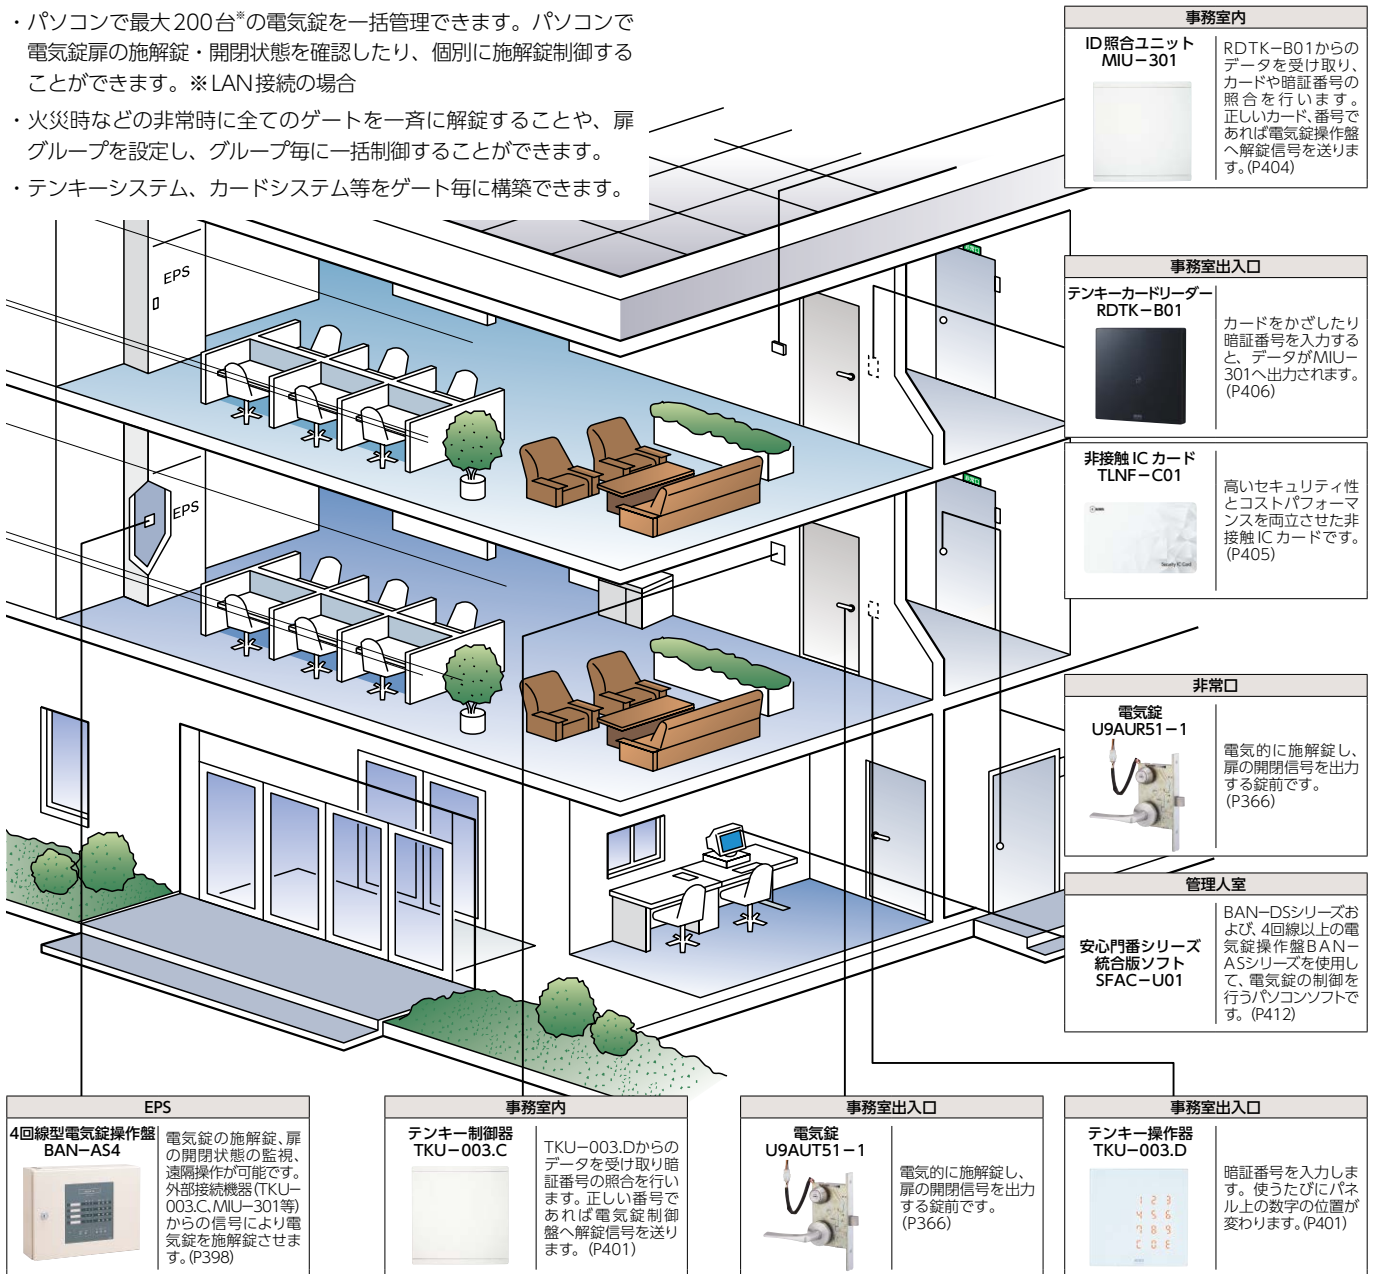 ・パソコンで最大200台※の電気錠を一括管理できます。パソコンで
電気錠扉の施解錠・開閉状態を確認したり、個別に施解錠制御する
ことができます。※LAN接続の場合
・火災時などの非常時に全てのゲートを一斉に解錠することや、扉
グループを設定し、グループ毎に一括制御することができます。
・テンキーシステム、カードシステム等をゲート毎に構築できます。
事務室内
ID照合ユニット
MIU−301
RDTK−B01からの
データを受け取り、
カードや暗証番号の
照合を行います。
正しいカード、番号で
あれば電気錠操作盤
へ解錠信号を送りま
す。(P404)
事務室出入口
テンキーカードリーダー
RDTK−B01
カードをかざしたり
暗証番号を入力する
と、データがMIU−
301へ出力されます。
(P406)
非接触ICカード
TLNF−C01
Security IC Card
高いセキュリティ性
とコストパフォーマ
ンスを両立させた非
接触ICカードです。
(P405)
非常口
電気錠
U9AUR51−1
電気的に施解錠し、
扉の開閉信号を出力
する錠前です。
(P366)
管理人室
安心門番シリーズ
統合版ソフト
SFAC−U01
BAN−DSシリーズお
よび、4回線以上の電
気錠操作盤BAN−
ASシリーズを使用し
て、電気錠の制御を
行うパソコンソフトで
す。(P412)
EPS
EPS
非常口
非常口
EPS
4回線型電気錠操作盤
BAN−AS4
電気錠の施解錠、扉
の開閉状態の監視、
遠隔操作が可能です。
外部接続機器(TKU−
003.C、MIU−301等)
からの信号により電
気錠を施解錠させま
す。(P398)
事務室内
テンキー制御器
TKU−003.C
TKU−003.Dからの
データを受け取り暗
証番号の照合を行い
ます。正しい番号で
あれば電気錠制御
盤へ解錠信号を送り
ます。(P401)
事務室出入口
電気錠
U9AUT51−1
電気的に施解錠し、
扉の開閉信号を出力
する錠前です。
(P366)
事務室出入口
テンキー操作器
TKU−003.D
1 2 3
4 5 6
7 8 9
C 0 E
暗証番号を入力しま
す。使うたびにパネ
ル上の数字の位置が
変わります。(P401)